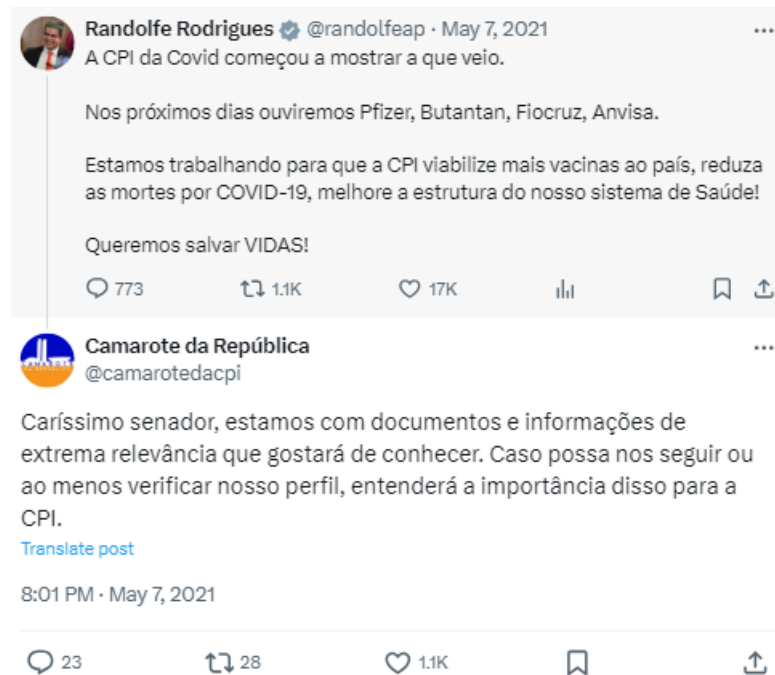 Randolfe Rodrigues @randolfeap · May 7, 2021
A CPI da Covid começou a mostrar a que veio.
Nos próximos dias ouviremos Pfizer, Butantan, Fiocruz, Anvisa.
Estamos trabalhando para que a CPI viabilize mais vacinas ao país, reduza
as mortes por COVID-19, melhore a estrutura do nosso sistema de Saúde!
Queremos salvar VIDAS!
773 1.1K 17K
Camarote da República
@camarotedacpi
Caríssimo senador, estamos com documentos e informações de
extrema relevância que gostará de conhecer. Caso possa nos seguir ou
ao menos verificar nosso perfil, entenderá a importância disso para a
CPI.
Translate post
8:01 PM · May 7, 2021
23 28 1.1K